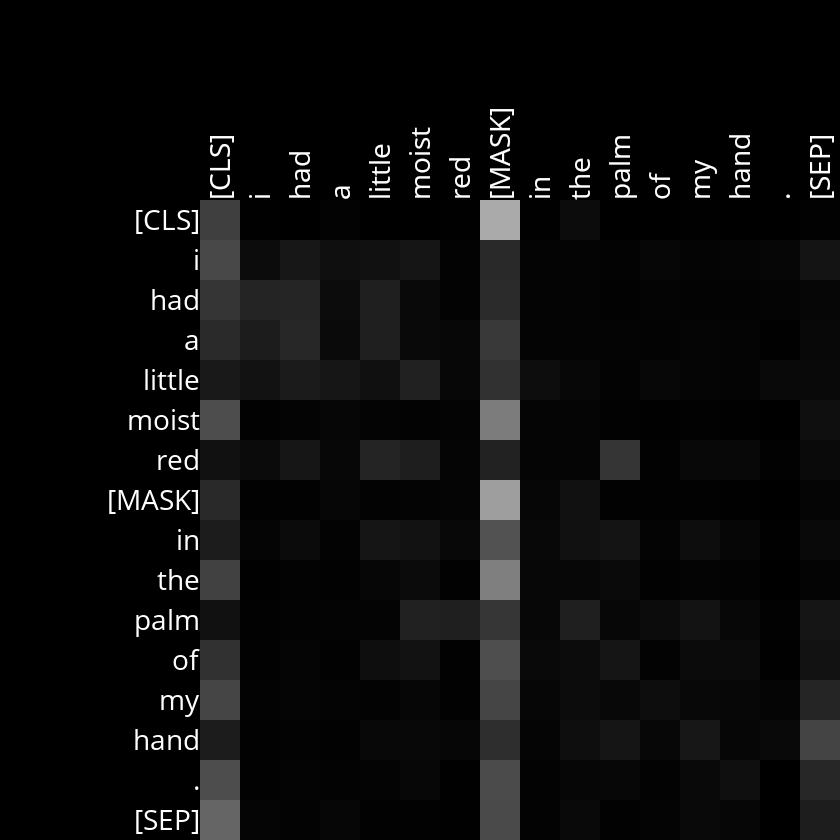 [CLS] i had a little moist red [MASK] in the palm of my hand . [SEP]
[CLS]
i
had
a
little
moist
red
[MASK]
in
the
palm
of
my
hand
.
[SEP]